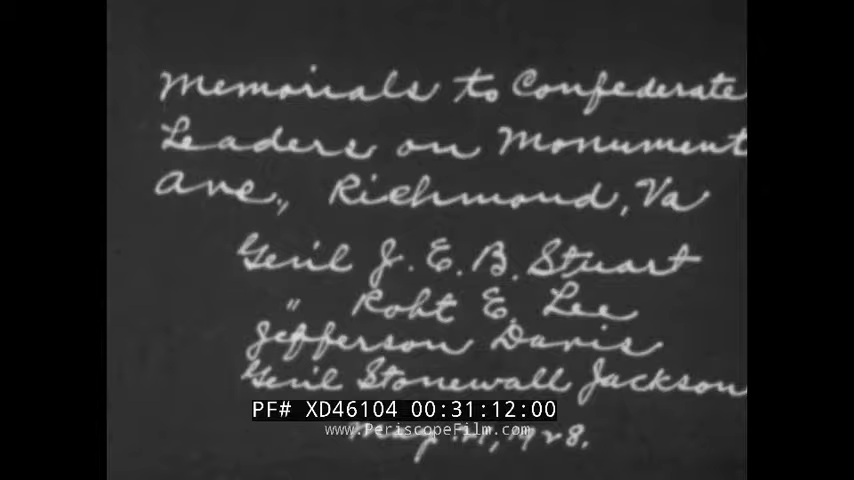 Memorials to Confederate
Leaders on Monument
Ave., Richmond, Va
Gen'l J. E. B. Stuart
" Robt E. Lee
Jefferson Davis
Gen'l Stonewall Jackson
PF# XD46104 00:31:12:00
www.PeriscopeFilm.com
1928.